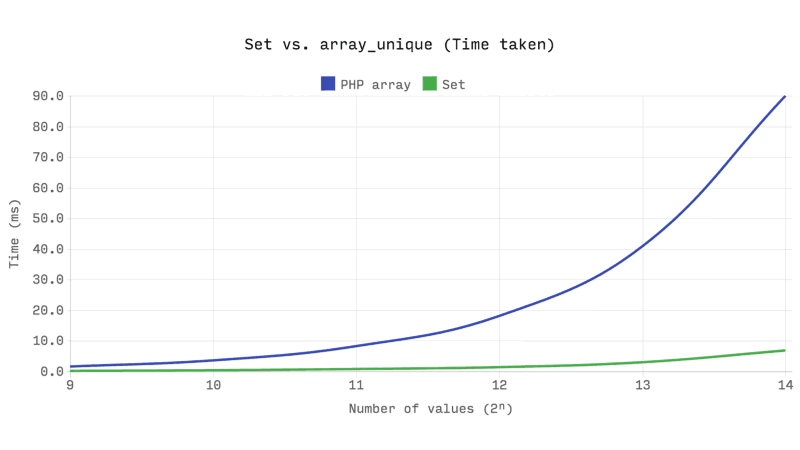 Set vs. array_unique (Time taken)
PHP array Set
90.0
80.0
70.0
60.0
50.0
40.0
30.0
20.0
10.0
0.0
Time (ms)
9 10 11 12 13 14
Number of values (2ⁿ)